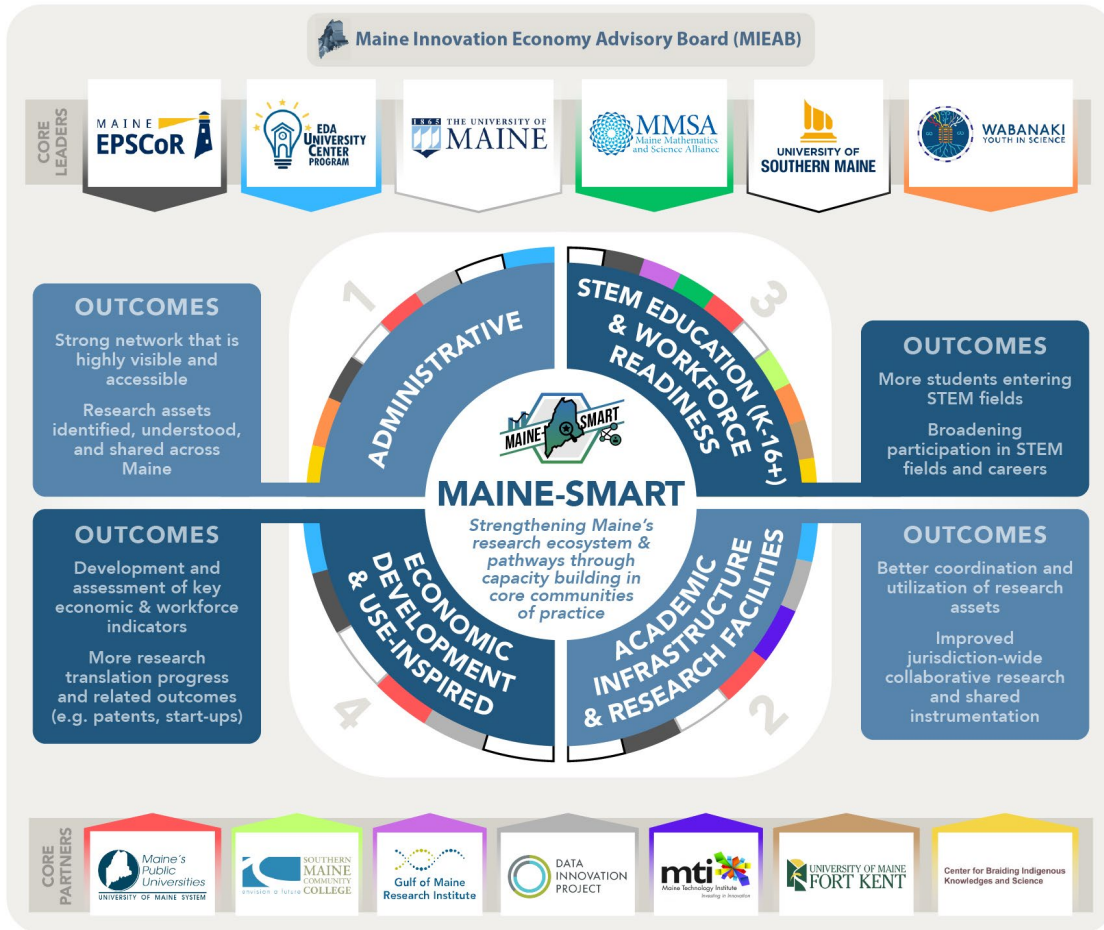 Maine Innovation Economy Advisory Board (MIEAB)
CORE
LEADERS
MAINE
EPSCoR
EDA
UNIVERSITY
CENTER
PROGRAM
1865 THE UNIVERSITY OF
MAINE
MMSA
Maine Mathematics
and Science Alliance
UNIVERSITY OF
SOUTHERN MAINE
WABANAKI
YOUTH IN SCIENCE
1
ADMINISTRATIVE
OUTCOMES
Strong network that is
highly visible and
accessible
Research assets
identified, understood,
and shared across
Maine
3
STEM EDUCATION (K-16+)
& WORKFORCE
READINESS
OUTCOMES
More students entering
STEM fields
Broadening
participation in STEM
fields and careers
MAINE SMART
MAINE-SMART
Strengthening Maine's
research ecosystem &
pathways through
capacity building in
core communities
of practice
OUTCOMES
Development and
assessment of key
economic & workforce
indicators
More research
translation progress
and related outcomes
(e.g. patents, start-ups)
4
ECONOMIC
DEVELOPMENT
& USE-INSPIRED
2
ACADEMIC
INFRASTRUCTURE
& RESEARCH FACILITIES
OUTCOMES
Better coordination and
utilization of research
assets
Improved
jurisdiction-wide
collaborative research
and shared
instrumentation
CORE
PARTNERS
Maine's
Public
Universities
UNIVERSITY OF MAINE SYSTEM
SOUTHERN
MAINE
COMMUNITY
COLLEGE
envision a future
Gulf of Maine
Research Institute
DATA
INNOVATION
PROJECT
mti
Maine Technology Institute
Investing in Innovation
UNIVERSITY OF MAINE
FORT KENT
Center for Braiding Indigenous
Knowledges and Science